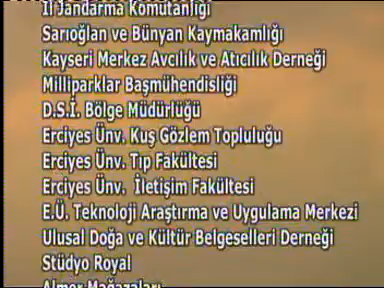 İl Jandarma Komutanlığı
Sarıoğlan ve Bünyan Kaymakamlığı
Kayseri Merkez Avcılık ve Atıcılık Derneği
Milliparklar Başmühendisliği
D.S.İ. Bölge Müdürlüğü
Erciyes Ünv. Kuş Gözlem Topluluğu
Erciyes Ünv. Tıp Fakültesi
Erciyes Ünv. İletişim Fakültesi
E.Ü. Teknoloji Araştırma ve Uygulama Merkezi
Ulusal Doğa ve Kültür Belgeselleri Derneği
Stüdyo Royal
Mağazaları